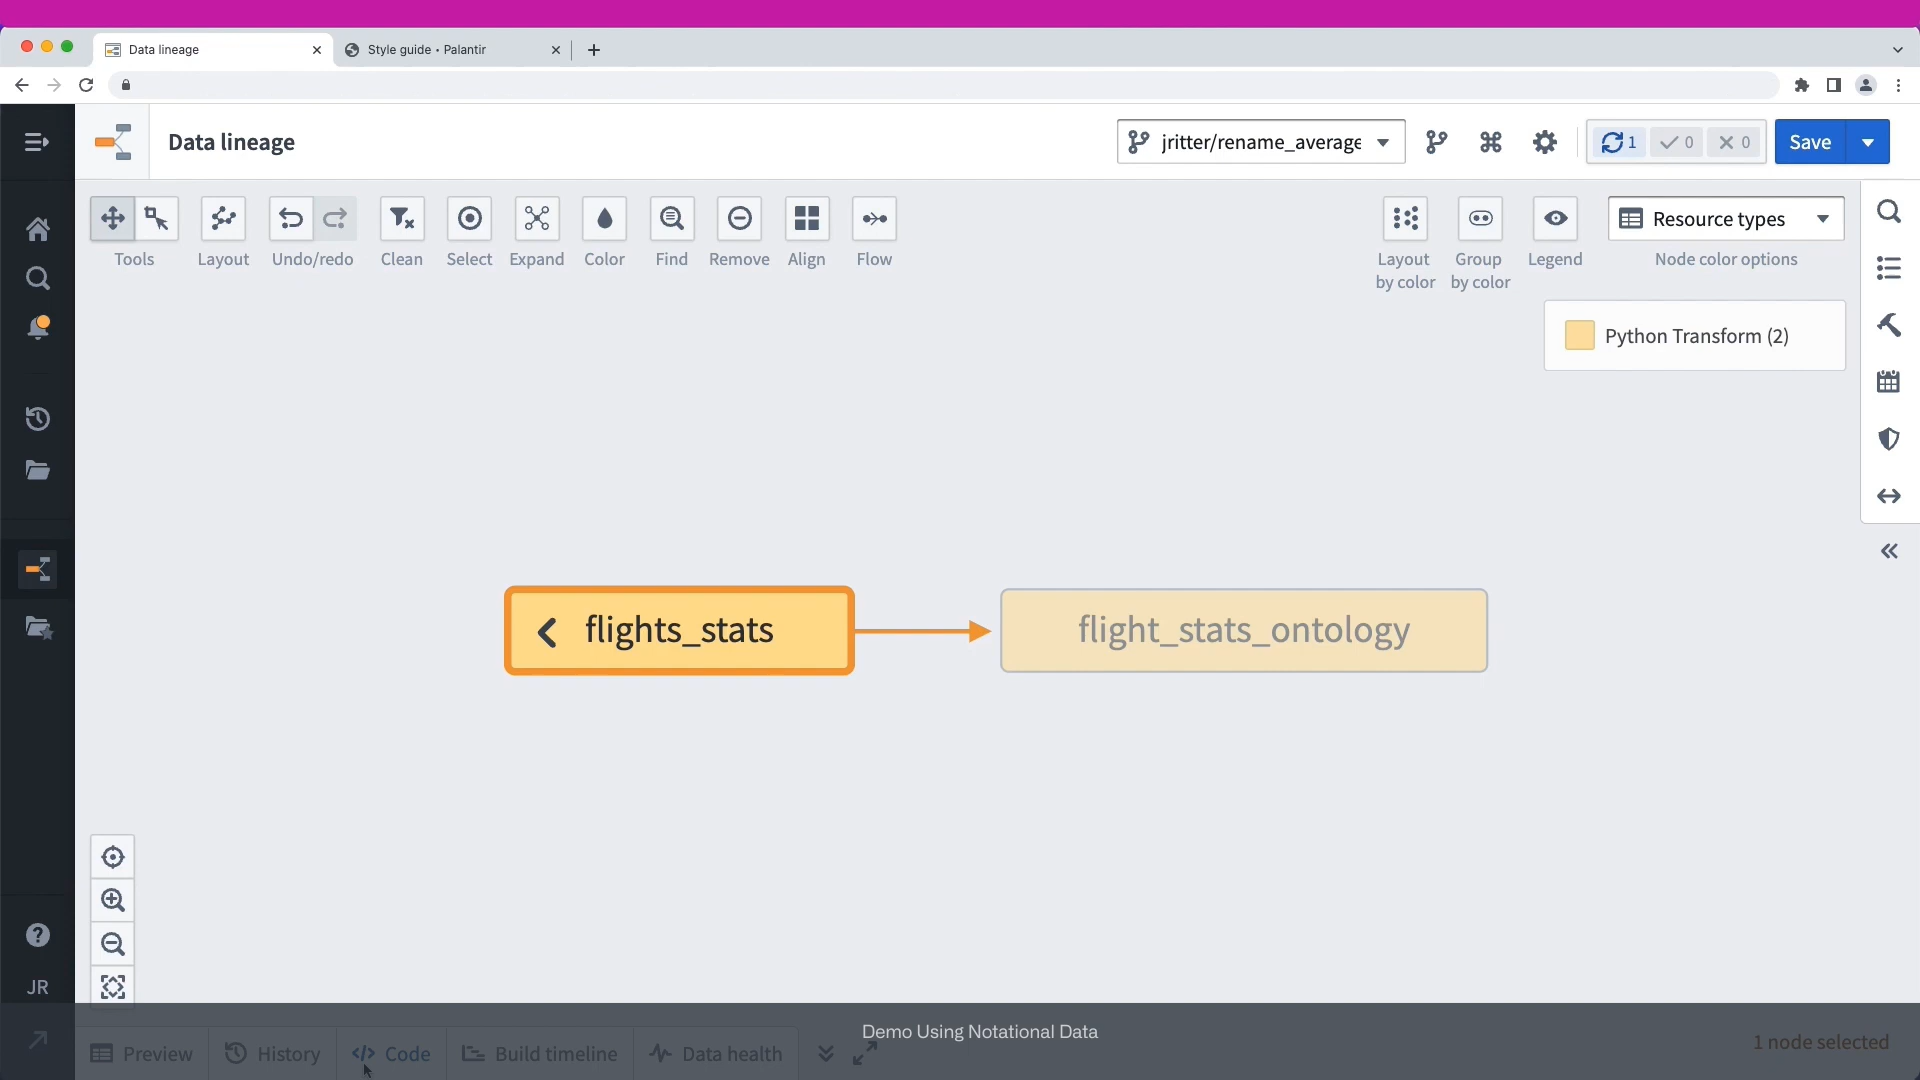 Data lineage
Style guide • Palantir
Data lineage
jritter/rename_average
1
0
0
Save
Tools
Layout
Undo/redo
Clean
Select
Expand
Color
Find
Remove
Align
Flow
Layout by color
Group by color
Legend
Resource types
Node color options
Python Transform (2)
flights_stats
flight_stats_ontology
JR
Demo Using Notational Data
Preview
History
Code
Build timeline
Data health
1 node selected